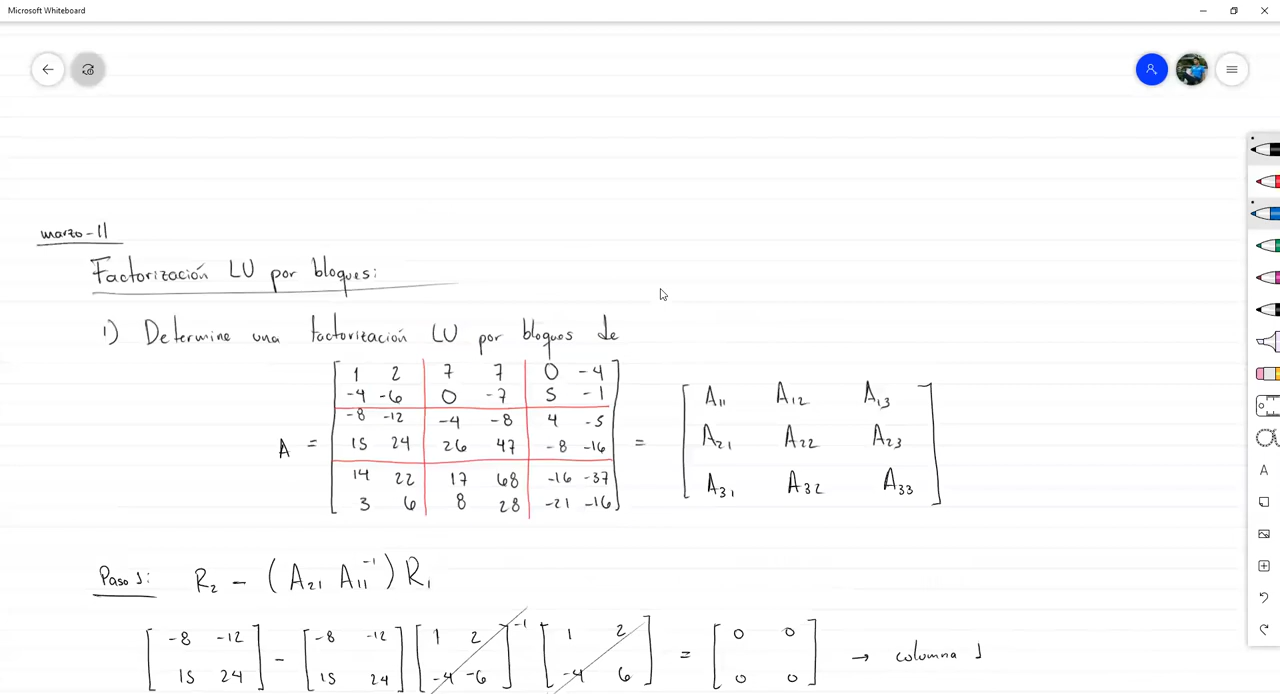 Microsoft Whiteboard
marzo-11
Factorización LU por bloques:
1) Determine una factorización LU por bloques de
A = [ 1 2 | 7 7 | 0 -4 ] = [ A11 A12 A13 ]
[ -4 -6 | 0 -7 | 5 -1 ]
[ -8 -12 | -4 -8 | 4 -5 ] [ A21 A22 A23 ]
[ 15 24 | 26 47 | -8 -16 ]
[ 14 22 | 17 68 | -16 -37 ] [ A31 A32 A33 ]
[ 3 6 | 8 28 | -21 -16 ]
Paso 1: R2 - (A21 A11^-1) R1
[ -8 -12 ] - [ -8 -12 ] [ 1 2 ]^-1 [ 1 2 ] = [ 0 0 ] → columna 1
[ 15 24 ] [ 15 24 ] [ -4 -6 ] [ -4 6 ] [ 0 0 ]
A